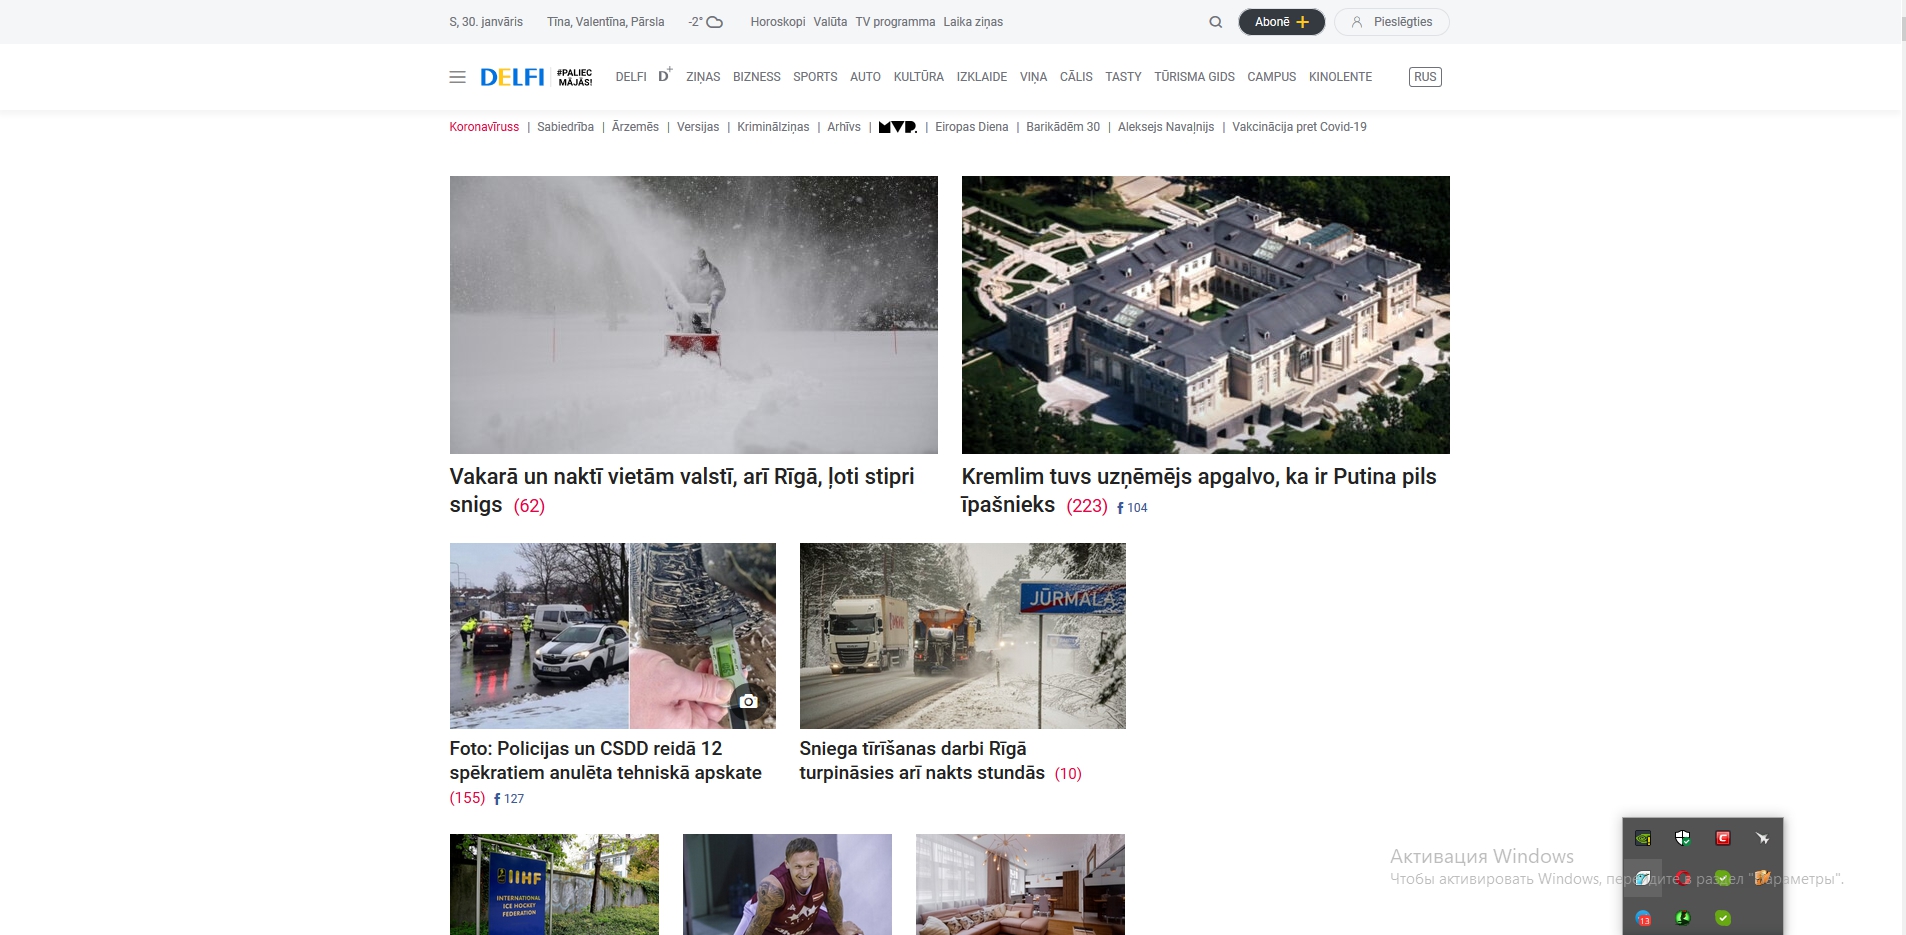 S, 30. janvāris Tīna, Valentīna, Pārsla -2° Horoskopi Valūta TV programma Laika ziņas Abonē Pieslēgties
DELFI #PALIEC MĀJĀS! DELFI D+ ZIŅAS BIZNESS SPORTS AUTO KULTŪRA IZKLAIDE VIŅA CĀLIS TASTY TŪRISMA GIDS CAMPUS KINOLENTE RUS
Koronavīruss | Sabiedrība | Ārzemēs | Versijas | Krimināl​ziņas | Arhīvs | MVP. | Eiropas Diena | Barikādēm 30 | Aleksejs Navaļnijs | Vakcinācija pret Covid-19
Vakarā un naktī vietām valstī, arī Rīgā, ļoti stipri
snigs (62)
Kremlim tuvs uzņēmējs apgalvo, ka ir Putina pils
īpašnieks (223) f 104
JŪRMALA
Foto: Policijas un CSDD reidā 12
spēkratiem anulēta tehniskā apskate
(155) f 127
Sniega tīrīšanas darbi Rīgā
turpināsies arī nakts stundās (10)
IIHF
INTERNATIONAL
ICE HOCKEY
FEDERATION
Активация Windows
Чтобы активировать Windows, перейдите в раздел "Параметры".
13